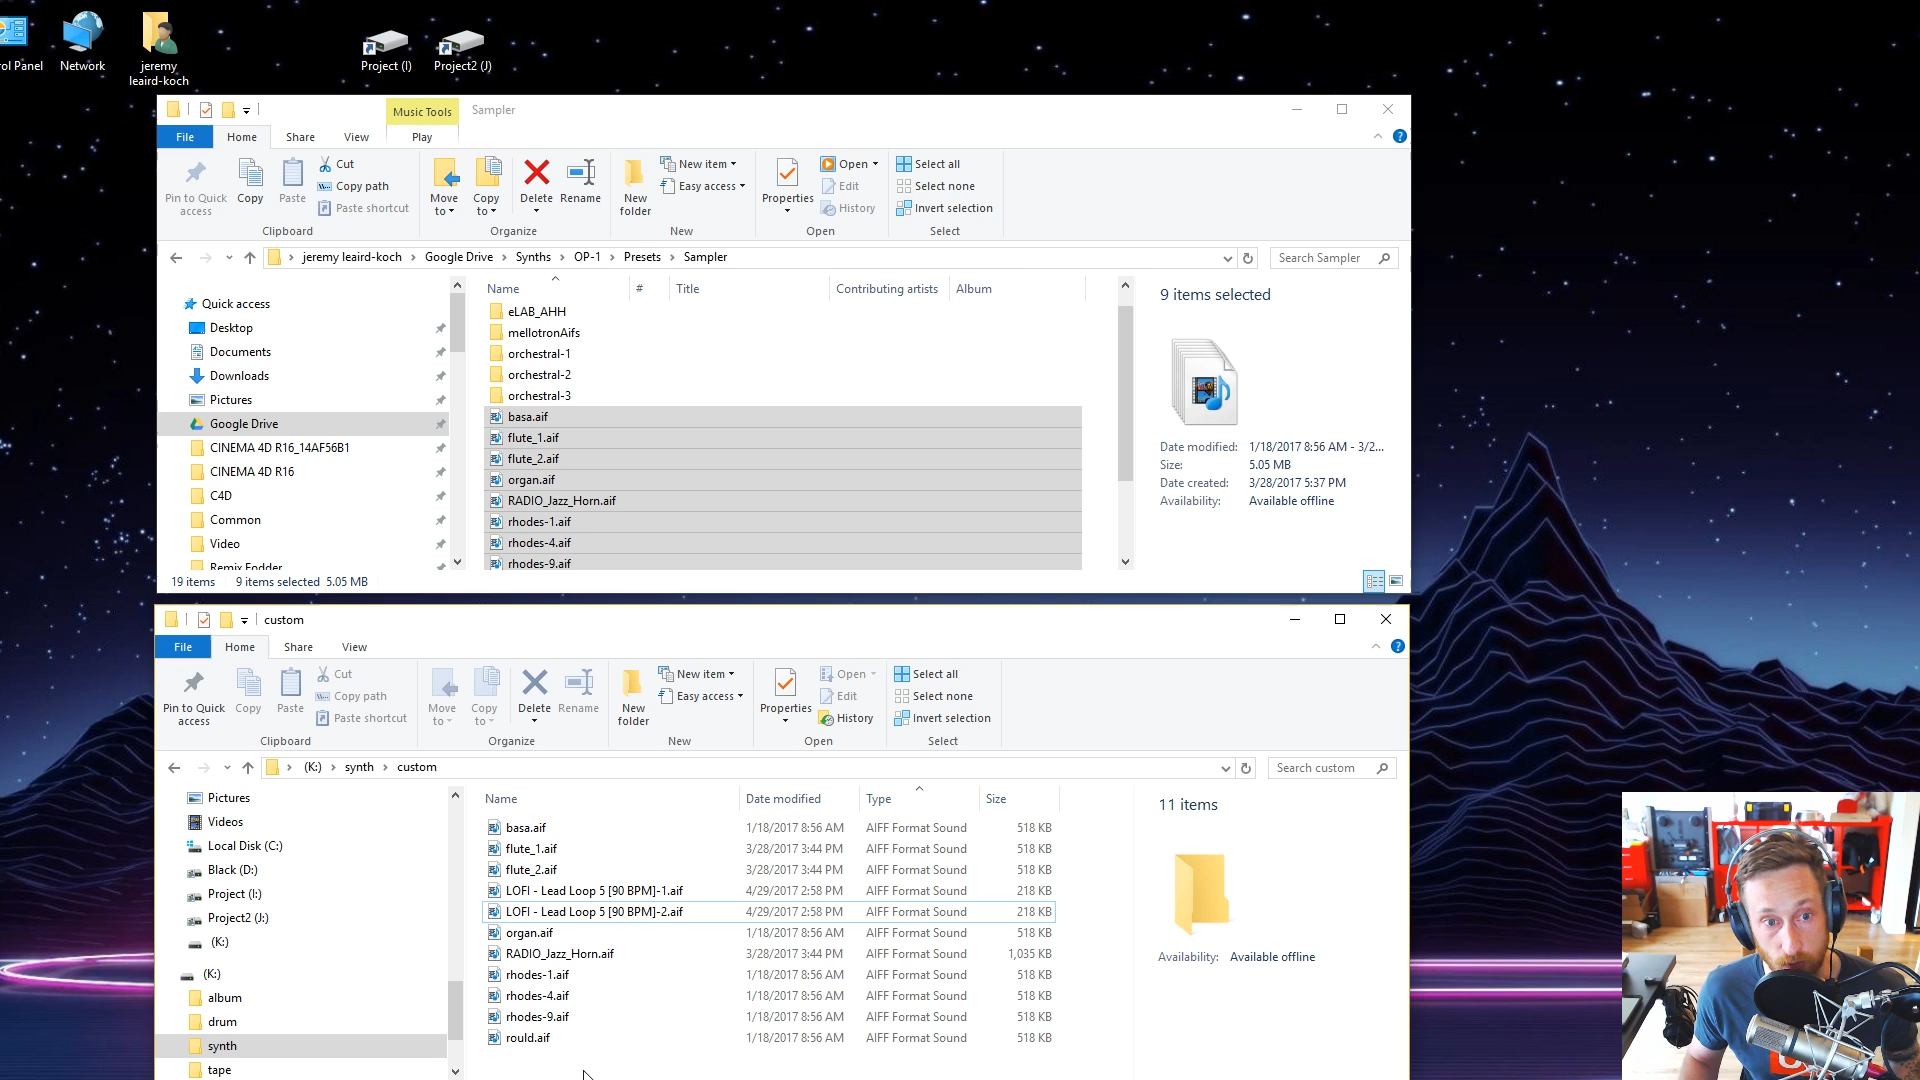 rol Panel
Network
jeremy
leaird-koch
Project (I)
Project2 (J)
Music Tools
Sampler
File
Home
Share
View
Play
Pin to Quick
access
Copy
Paste
Cut
Copy path
Paste shortcut
Clipboard
Move
to
Copy
to
Delete
Rename
Organize
New
folder
New item
Easy access
New
Properties
Open
Edit
History
Open
Select all
Select none
Invert selection
Select
jeremy leaird-koch > Google Drive > Synths > OP-1 > Presets > Sampler
Search Sampler
Quick access
Desktop
Documents
Downloads
Pictures
Google Drive
CINEMA 4D R16_14AF56B1
CINEMA 4D R16
C4D
Common
Video
Remix Fodder
Name # Title Contributing artists Album
eLAB_AHH
mellotronAifs
orchestral-1
orchestral-2
orchestral-3
basa.aif
flute_1.aif
flute_2.aif
organ.aif
RADIO_Jazz_Horn.aif
rhodes-1.aif
rhodes-4.aif
rhodes-9.aif
9 items selected
Date modified: 1/18/2017 8:56 AM - 3/2...
Size: 5.05 MB
Date created: 3/28/2017 5:37 PM
Availability: Available offline
19 items 9 items selected 5.05 MB
custom
File
Home
Share
View
Pin to Quick
access
Copy
Paste
Cut
Copy path
Paste shortcut
Clipboard
Move
to
Copy
to
Delete
Rename
Organize
New
folder
New item
Easy access
New
Properties
Open
Edit
History
Open
Select all
Select none
Invert selection
Select
(K:) > synth > custom
Search custom
Pictures
Videos
Local Disk (C:)
Black (D:)
Project (I:)
Project2 (J:)
(K:)
(K:)
album
drum
synth
tape
Name Date modified Type Size
basa.aif 1/18/2017 8:56 AM AIFF Format Sound 518 KB
flute_1.aif 3/28/2017 3:44 PM AIFF Format Sound 518 KB
flute_2.aif 3/28/2017 3:44 PM AIFF Format Sound 518 KB
LOFI - Lead Loop 5 [90 BPM]-1.aif 4/29/2017 2:58 PM AIFF Format Sound 218 KB
LOFI - Lead Loop 5 [90 BPM]-2.aif 4/29/2017 2:58 PM AIFF Format Sound 218 KB
organ.aif 1/18/2017 8:56 AM AIFF Format Sound 518 KB
RADIO_Jazz_Horn.aif 3/28/2017 3:44 PM AIFF Format Sound 1,035 KB
rhodes-1.aif 1/18/2017 8:56 AM AIFF Format Sound 518 KB
rhodes-4.aif 1/18/2017 8:56 AM AIFF Format Sound 518 KB
rhodes-9.aif 1/18/2017 8:56 AM AIFF Format Sound 518 KB
rould.aif 1/18/2017 8:56 AM AIFF Format Sound 518 KB
11 items
Availability: Available offline